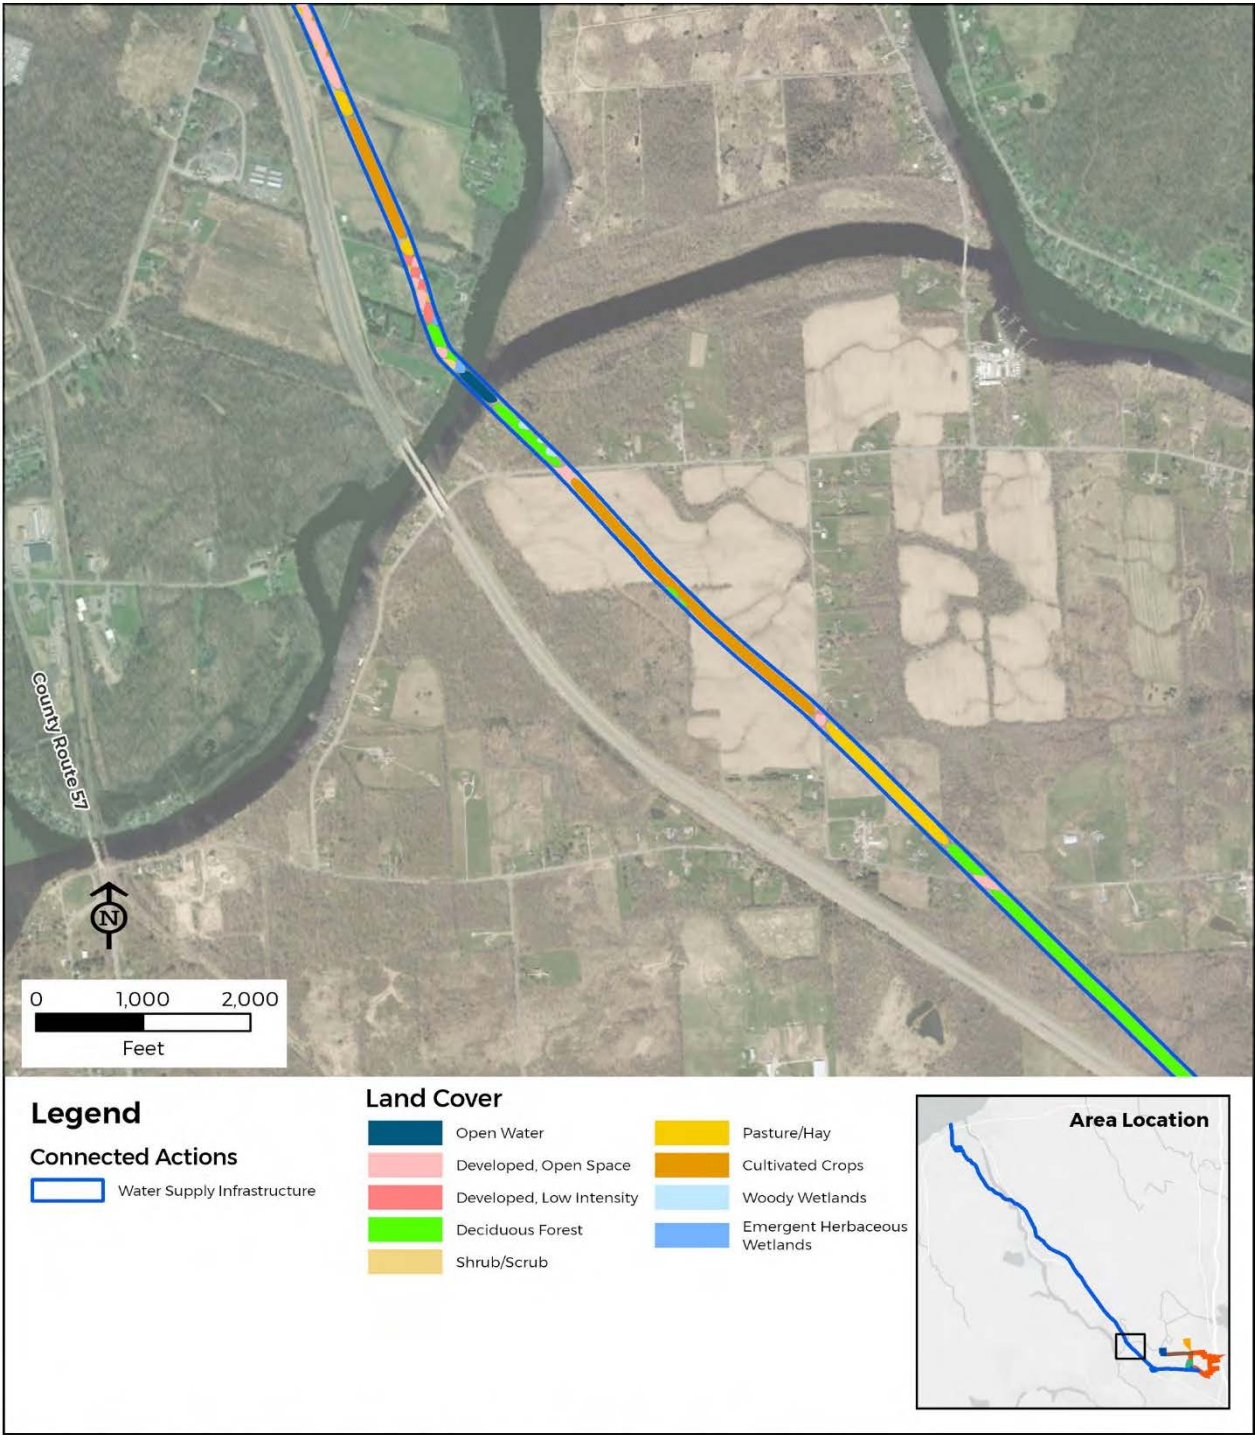 County Route 57
N
0 1,000 2,000
Feet
Legend
Connected Actions
Water Supply Infrastructure
Land Cover
Open Water
Developed, Open Space
Developed, Low Intensity
Deciduous Forest
Shrub/Scrub
Pasture/Hay
Cultivated Crops
Woody Wetlands
Emergent Herbaceous
Wetlands
Area Location